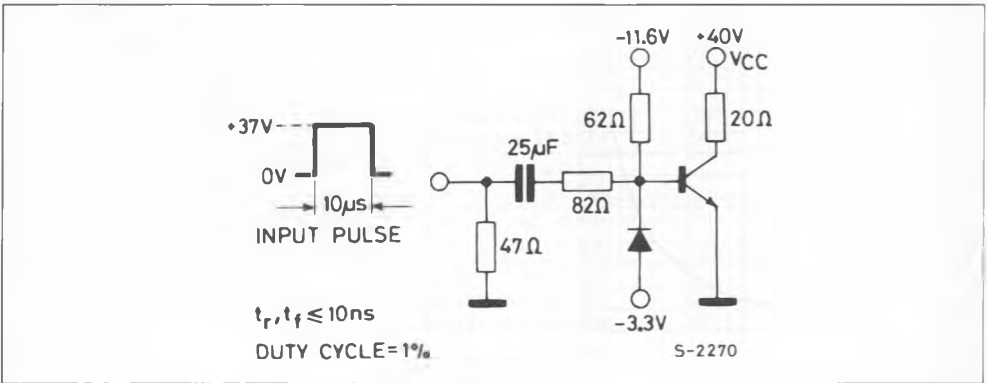 -11.6V
+40V
VCC
+37V
0V
10µs
INPUT PULSE
tr, tf ≤ 10ns
DUTY CYCLE = 1%
25µF
82Ω
47Ω
62Ω
20Ω
-3.3V
S-2270